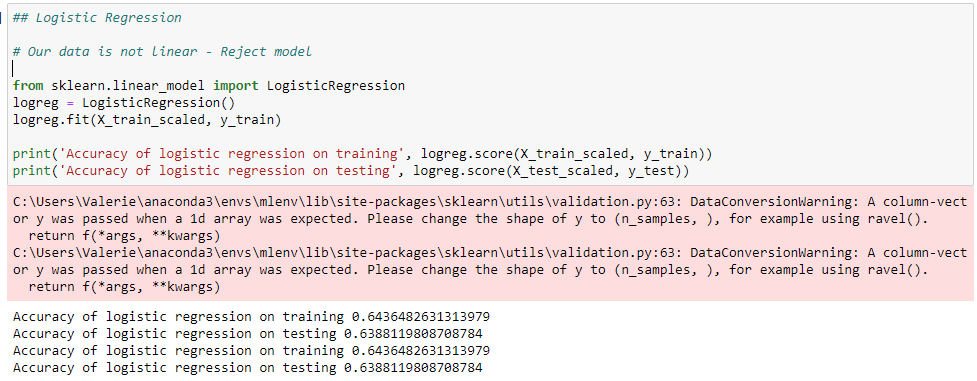 ## Logistic Regression
# Our data is not linear - Reject model
from sklearn.linear_model import LogisticRegression
logreg = LogisticRegression()
logreg.fit(X_train_scaled, y_train)
print('Accuracy of logistic regression on training', logreg.score(X_train_scaled, y_train))
print('Accuracy of logistic regression on testing', logreg.score(X_test_scaled, y_test))
C:\Users\Valerie\anaconda3\envs\mlenv\lib\site-packages\sklearn\utils\validation.py:63: DataConversionWarning: A column-vect
or y was passed when a 1d array was expected. Please change the shape of y to (n_samples, ), for example using ravel().
  return f(*args, **kwargs)
C:\Users\Valerie\anaconda3\envs\mlenv\lib\site-packages\sklearn\utils\validation.py:63: DataConversionWarning: A column-vect
or y was passed when a 1d array was expected. Please change the shape of y to (n_samples, ), for example using ravel().
  return f(*args, **kwargs)
Accuracy of logistic regression on training 0.6436482631313979
Accuracy of logistic regression on testing 0.6388119808708784
Accuracy of logistic regression on training 0.6436482631313979
Accuracy of logistic regression on testing 0.6388119808708784